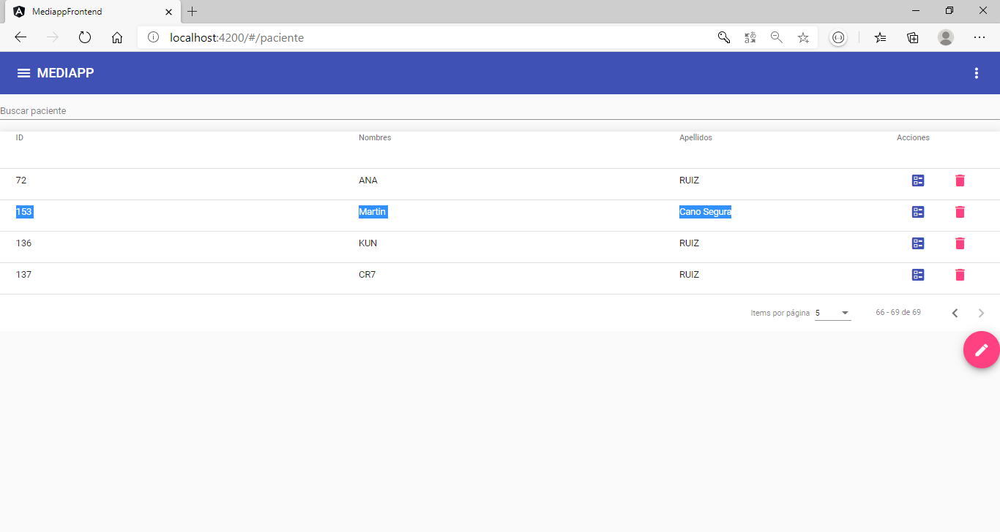 MediappFrontend
localhost:4200/#/paciente
MEDIAPP
Buscar paciente
ID Nombres Apellidos Acciones
72 ANA RUIZ
153 Martin Cano Segura
136 KUN RUIZ
137 CR7 RUIZ
Items por página 5 66 - 69 de 69